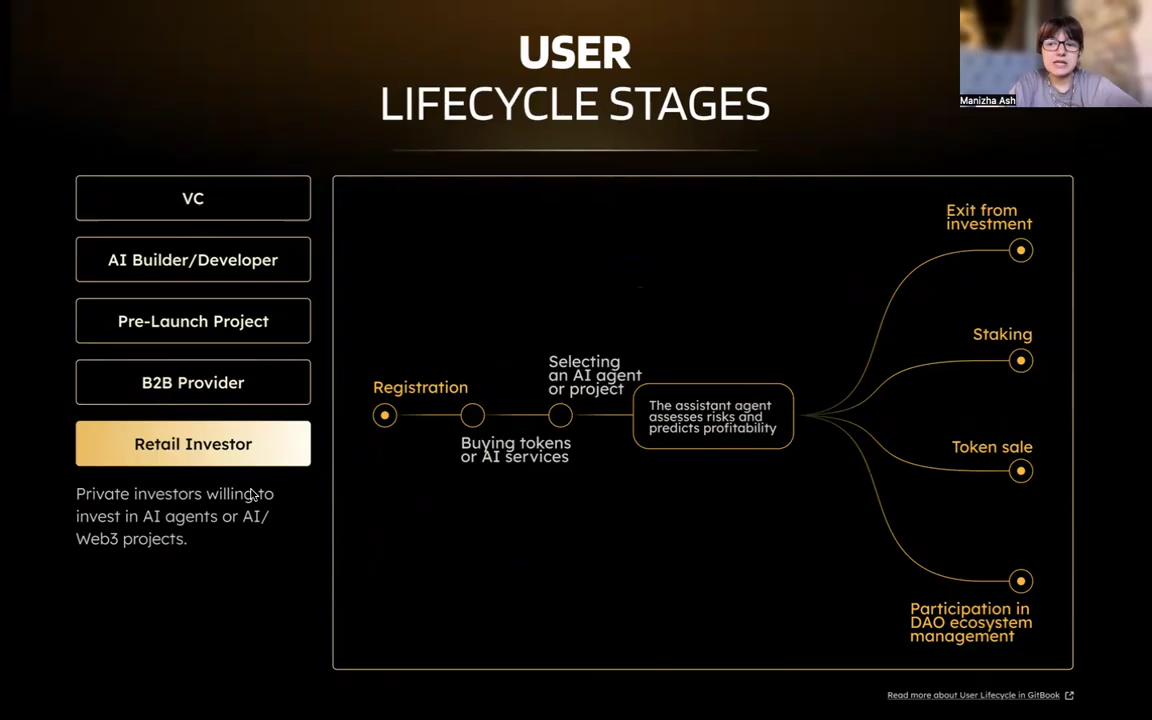 USER
LIFECYCLE STAGES
Manizha Ash
VC
AI Builder/Developer
Pre-Launch Project
B2B Provider
Retail Investor
Private investors willing to
invest in AI agents or AI/
Web3 projects.
Registration
Buying tokens
or AI services
Selecting
an AI agent
or project
The assistant agent
assesses risks and
predicts profitability
Exit from
investment
Staking
Token sale
Participation in
DAO ecosystem
management
Read more about User Lifecycle in GitBook